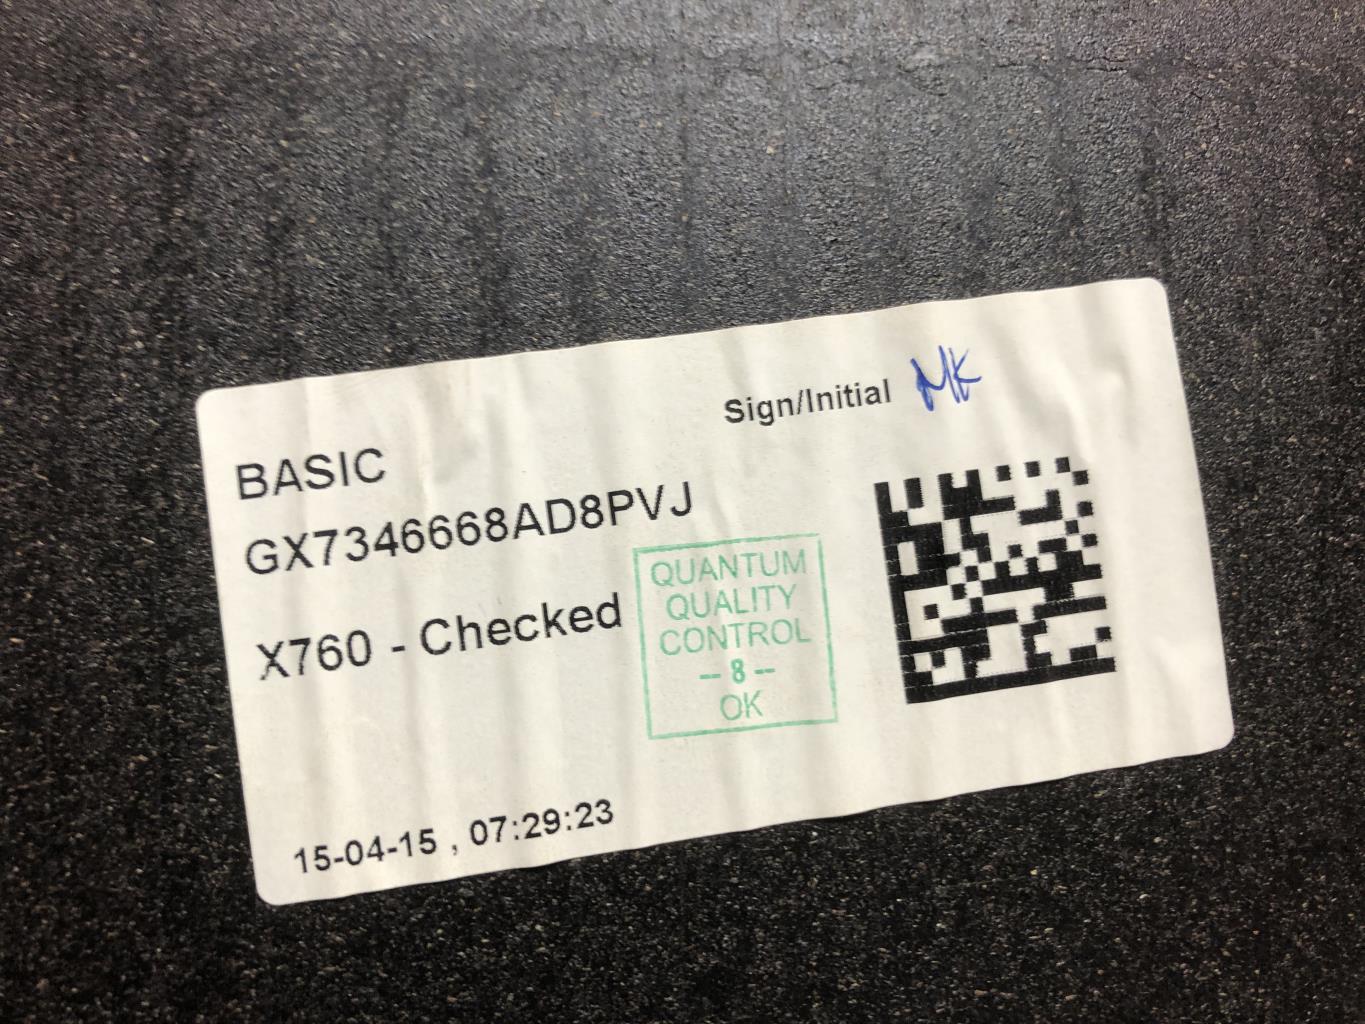 Sign/Initial MK
BASIC
GX7346668AD8PVJ
X760 - Checked
QUANTUM
QUALITY
CONTROL
-- 8 --
OK
15-04-15 , 07:29:23